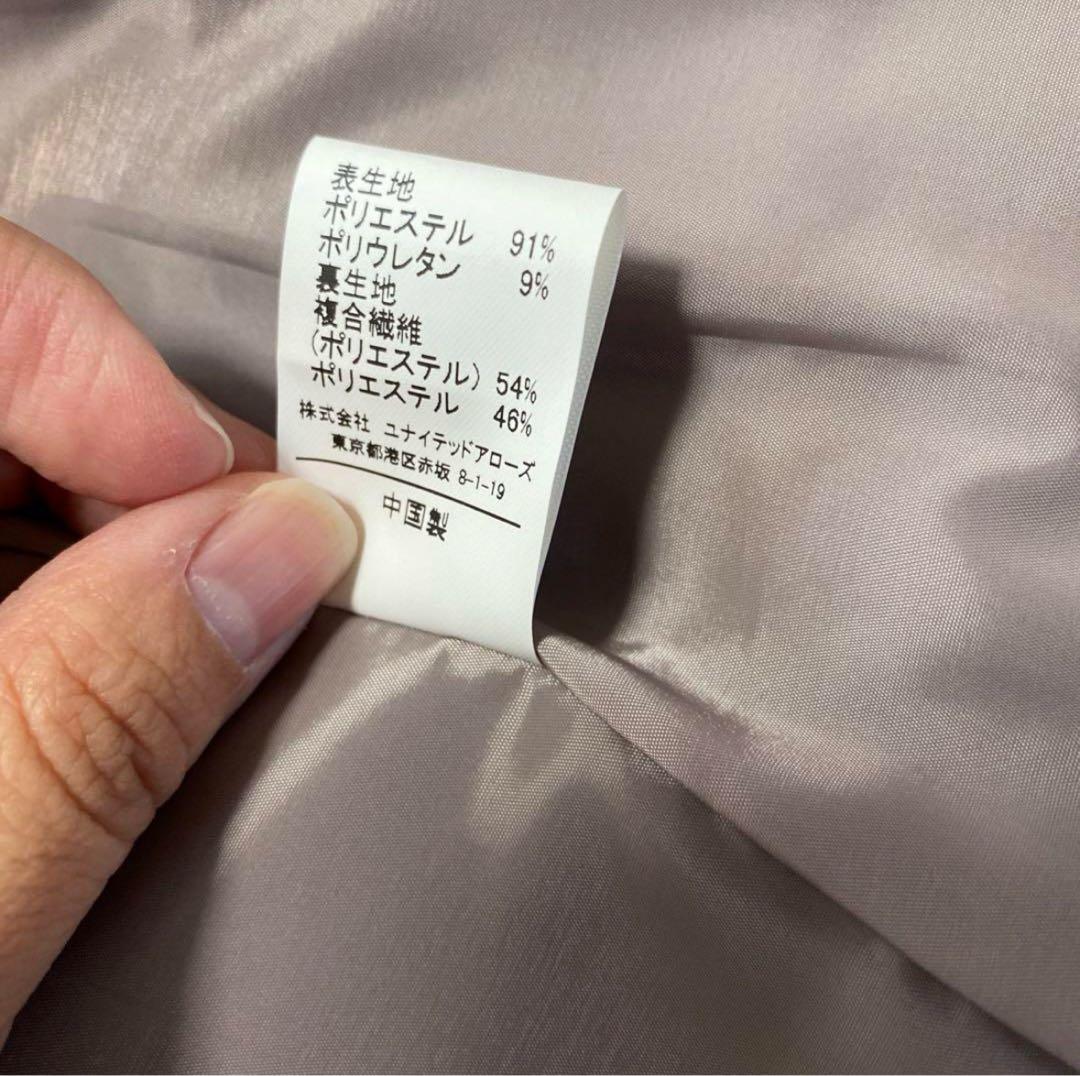 表生地
ポリエステル 91%
ポリウレタン 9%
裏生地
複合繊維
(ポリエステル) 54%
ポリエステル 46%
株式会社 ユナイテッドアローズ
東京都港区赤坂 8-1-19
中国製